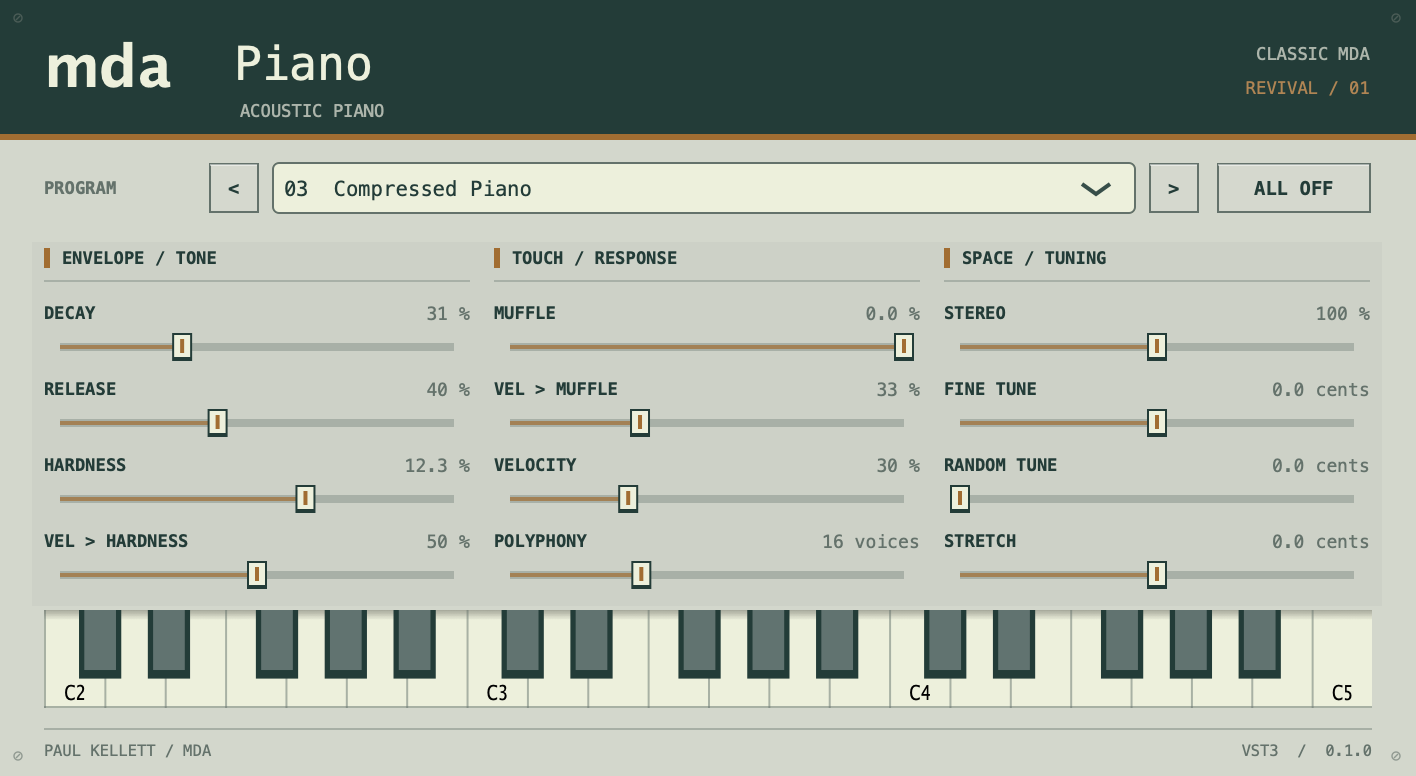 mda
Piano
ACOUSTIC PIANO
CLASSIC MDA
REVIVAL / 01
PROGRAM
<
03 Compressed Piano
>
ALL OFF
ENVELOPE / TONE
DECAY 31 %
RELEASE 40 %
HARDNESS 12.3 %
VEL > HARDNESS 50 %
TOUCH / RESPONSE
MUFFLE 0.0 %
VEL > MUFFLE 33 %
VELOCITY 30 %
POLYPHONY 16 voices
SPACE / TUNING
STEREO 100 %
FINE TUNE 0.0 cents
RANDOM TUNE 0.0 cents
STRETCH 0.0 cents
C2 C3 C4 C5
PAUL KELLETT / MDA
VST3 / 0.1.0